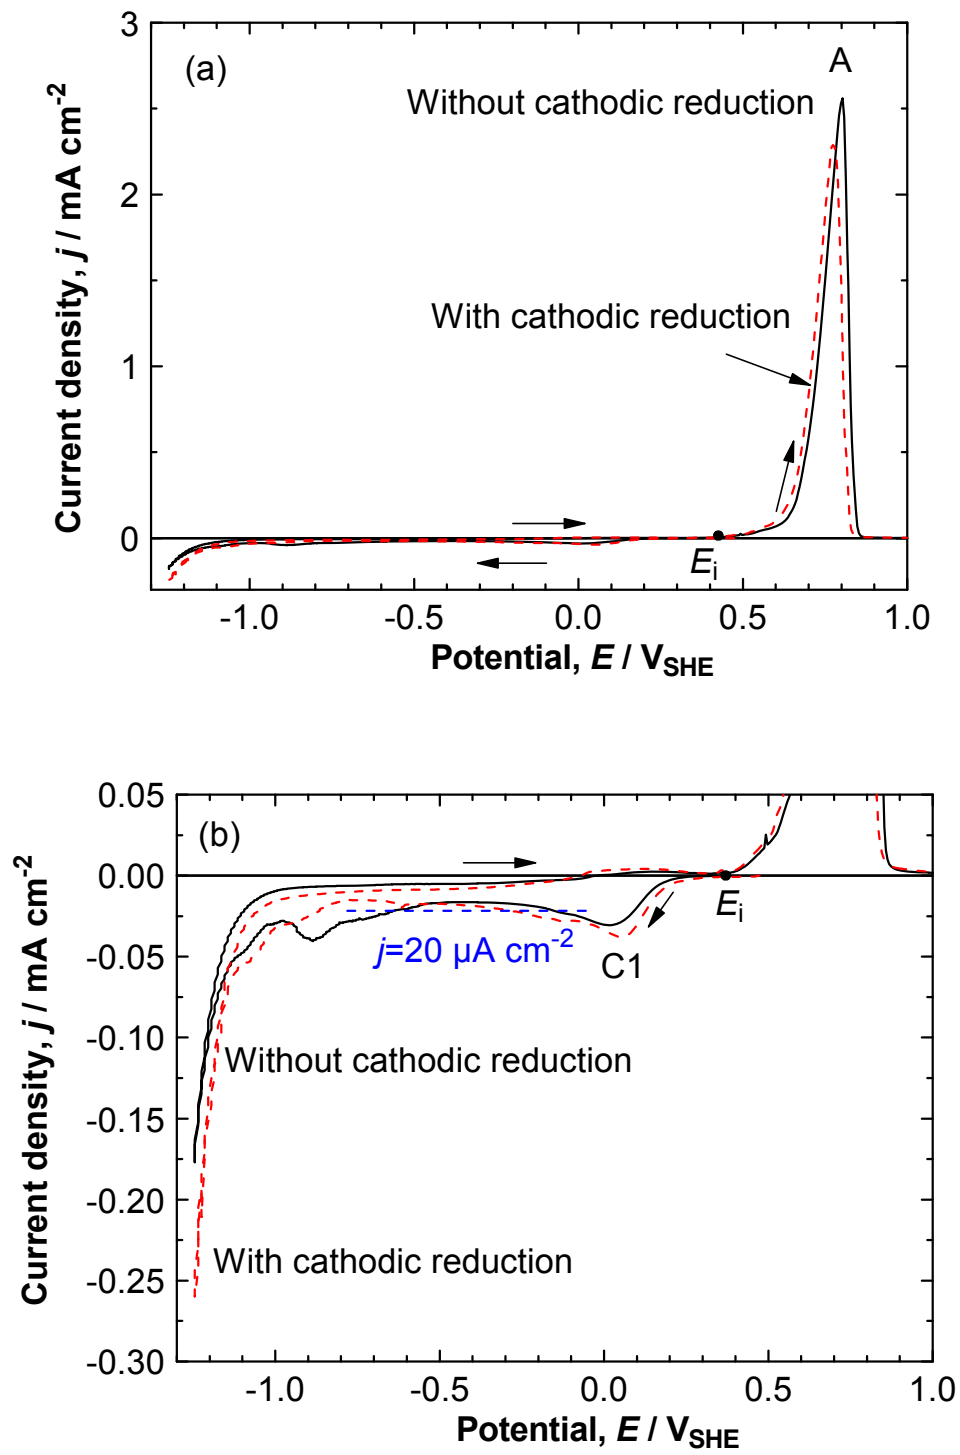 (a)
A
Without cathodic reduction
With cathodic reduction
Current density, j / mA cm⁻²
3
2
1
0
Eᵢ
-1.0 -0.5 0.0 0.5 1.0
Potential, E / V_SHE
(b)
Current density, j / mA cm⁻²
0.05
0.00
-0.05
-0.10
-0.15
-0.20
-0.25
-0.30
Eᵢ
j=20 µA cm⁻²
C1
Without cathodic reduction
With cathodic reduction
-1.0 -0.5 0.0 0.5 1.0
Potential, E / V_SHE